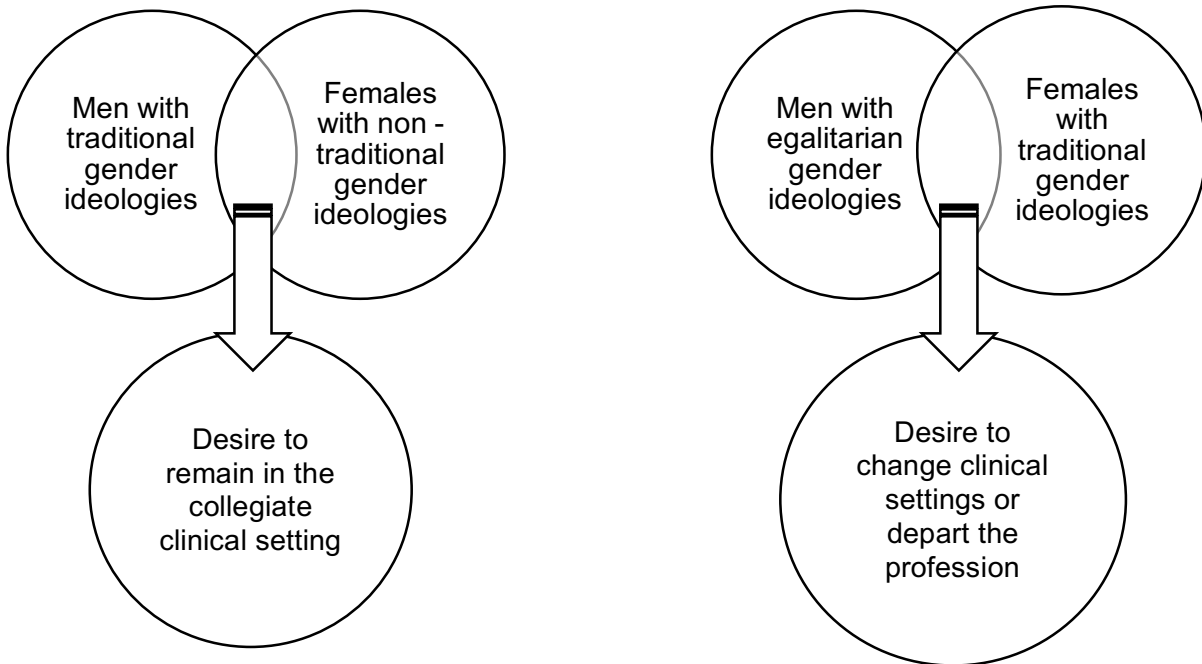 Men with
traditional
gender
ideologies
Females
with non -
traditional
gender
ideologies
Desire to
remain in the
collegiate
clinical setting
Men with
egalitarian
gender
ideologies
Females
with
traditional
gender
ideologies
Desire to
change clinical
settings or
depart the
profession